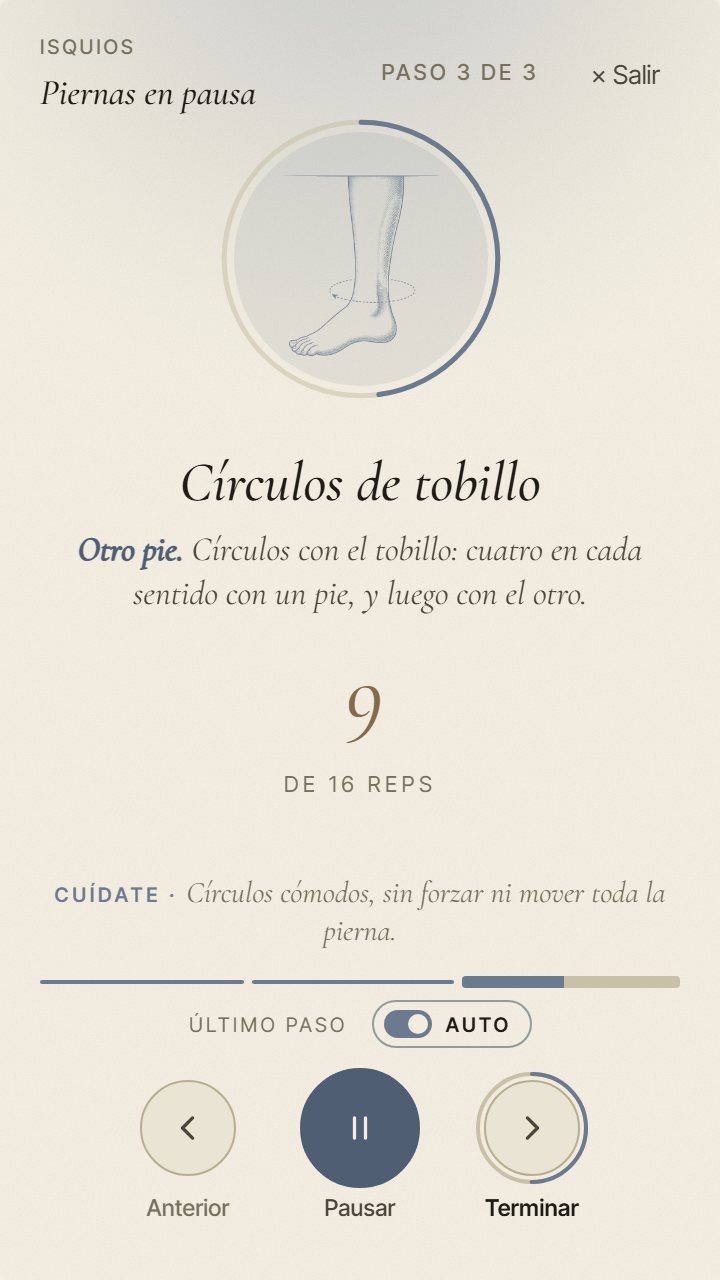 ISQUIOS
Piernas en pausa
PASO 3 DE 3
× Salir
Círculos de tobillo
Otro pie. Círculos con el tobillo: cuatro en cada
sentido con un pie, y luego con el otro.
9
DE 16 REPS
CUÍDATE · Círculos cómodos, sin forzar ni mover toda la
pierna.
ÚLTIMO PASO
AUTO
Anterior
Pausar
Terminar